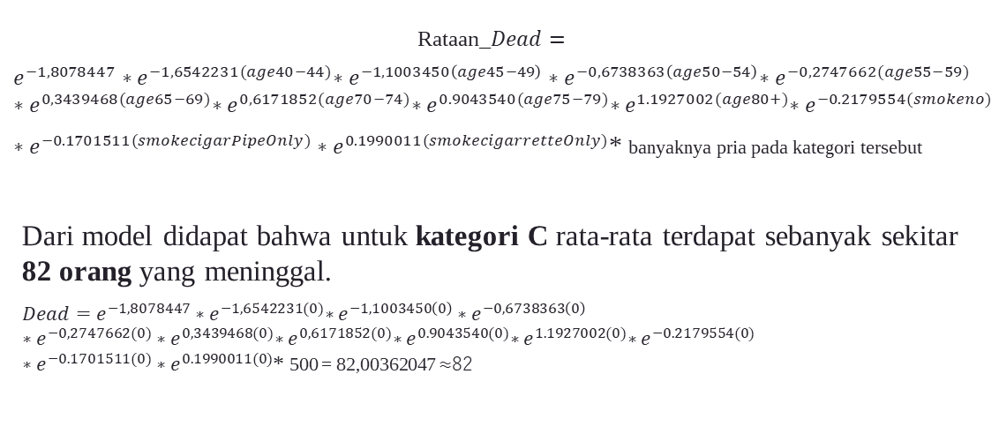 Rataan_Dead =
e^−1,8078447 * e^−1,6542231(age40−44) * e^−1,1003450(age45−49) * e^−0,6738363(age50−54) * e^−0,2747662(age55−59)
* e^0,3439468(age65−69) * e^0,6171852(age70−74) * e^0.9043540(age75−79) * e^1.1927002(age80+) * e^−0.2179554(smokeno)
* e^−0.1701511(smokecigarPipeOnly) * e^0.1990011(smokecigarretteOnly) * banyaknya pria pada kategori tersebut
Dari model didapat bahwa untuk kategori C rata-rata terdapat sebanyak sekitar
82 orang yang meninggal.
Dead = e^−1,8078447 * e^−1,6542231(0) * e^−1,1003450(0) * e^−0,6738363(0)
* e^−0,2747662(0) * e^0,3439468(0) * e^0,6171852(0) * e^0.9043540(0) * e^1.1927002(0) * e^−0.2179554(0)
* e^−0.1701511(0) * e^0.1990011(0) * 500 = 82,00362047 ≈82